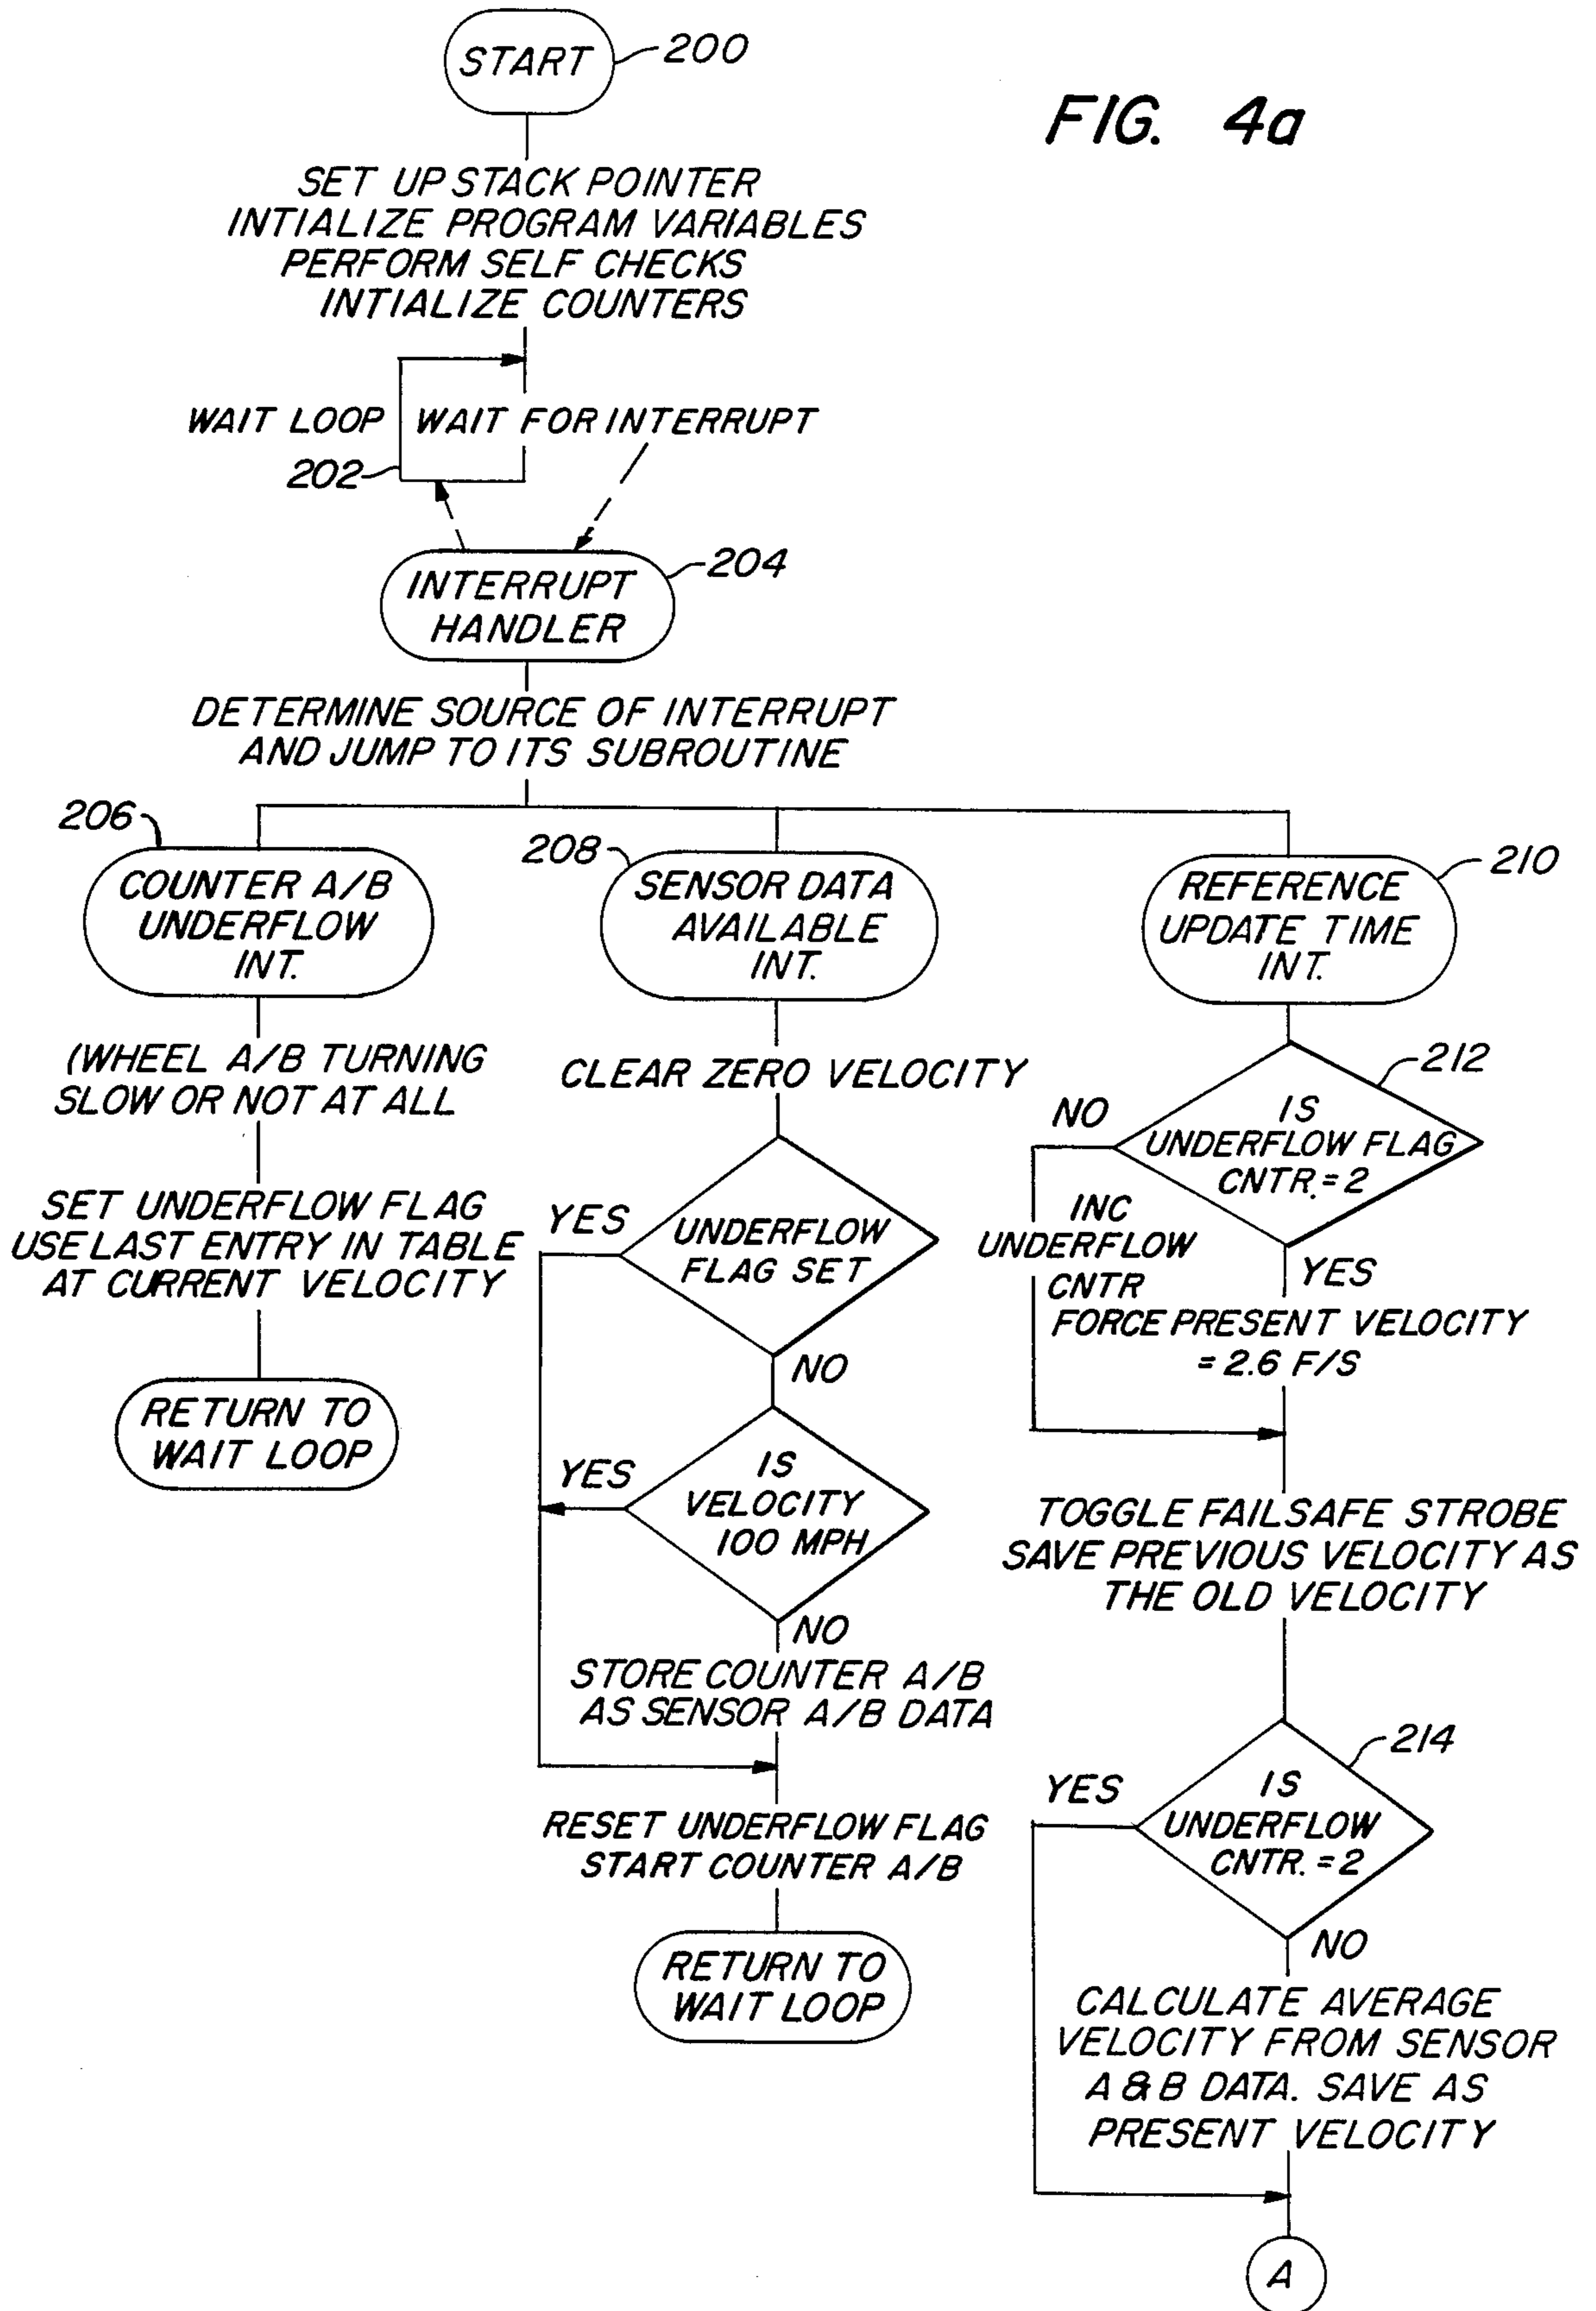 START
200
FIG. 4a
SET UP STACK POINTER
INTIALIZE PROGRAM VARIABLES
PERFORM SELF CHECKS
INTIALIZE COUNTERS
WAIT LOOP
WAIT FOR INTERRUPT
202
204
INTERRUPT
HANDLER
DETERMINE SOURCE OF INTERRUPT
AND JUMP TO ITS SUBROUTINE
206
COUNTER A/B
UNDERFLOW
INT.
(WHEEL A/B TURNING
SLOW OR NOT AT ALL
SET UNDERFLOW FLAG
USE LAST ENTRY IN TABLE
AT CURRENT VELOCITY
RETURN TO
WAIT LOOP
208
SENSOR DATA
AVAILABLE
INT.
CLEAR ZERO VELOCITY
YES
UNDERFLOW
FLAG SET
NO
YES
IS
VELOCITY
100 MPH
NO
STORE COUNTER A/B
AS SENSOR A/B DATA
RESET UNDERFLOW FLAG
START COUNTER A/B
RETURN TO
WAIT LOOP
210
REFERENCE
UPDATE TIME
INT.
212
NO
IS
UNDERFLOW FLAG
CNTR. = 2
INC
UNDERFLOW
CNTR
YES
FORCE PRESENT VELOCITY
= 2.6 F/S
TOGGLE FAILSAFE STROBE
SAVE PREVIOUS VELOCITY AS
THE OLD VELOCITY
214
YES
IS
UNDERFLOW
CNTR. = 2
NO
CALCULATE AVERAGE
VELOCITY FROM SENSOR
A & B DATA. SAVE AS
PRESENT VELOCITY
A